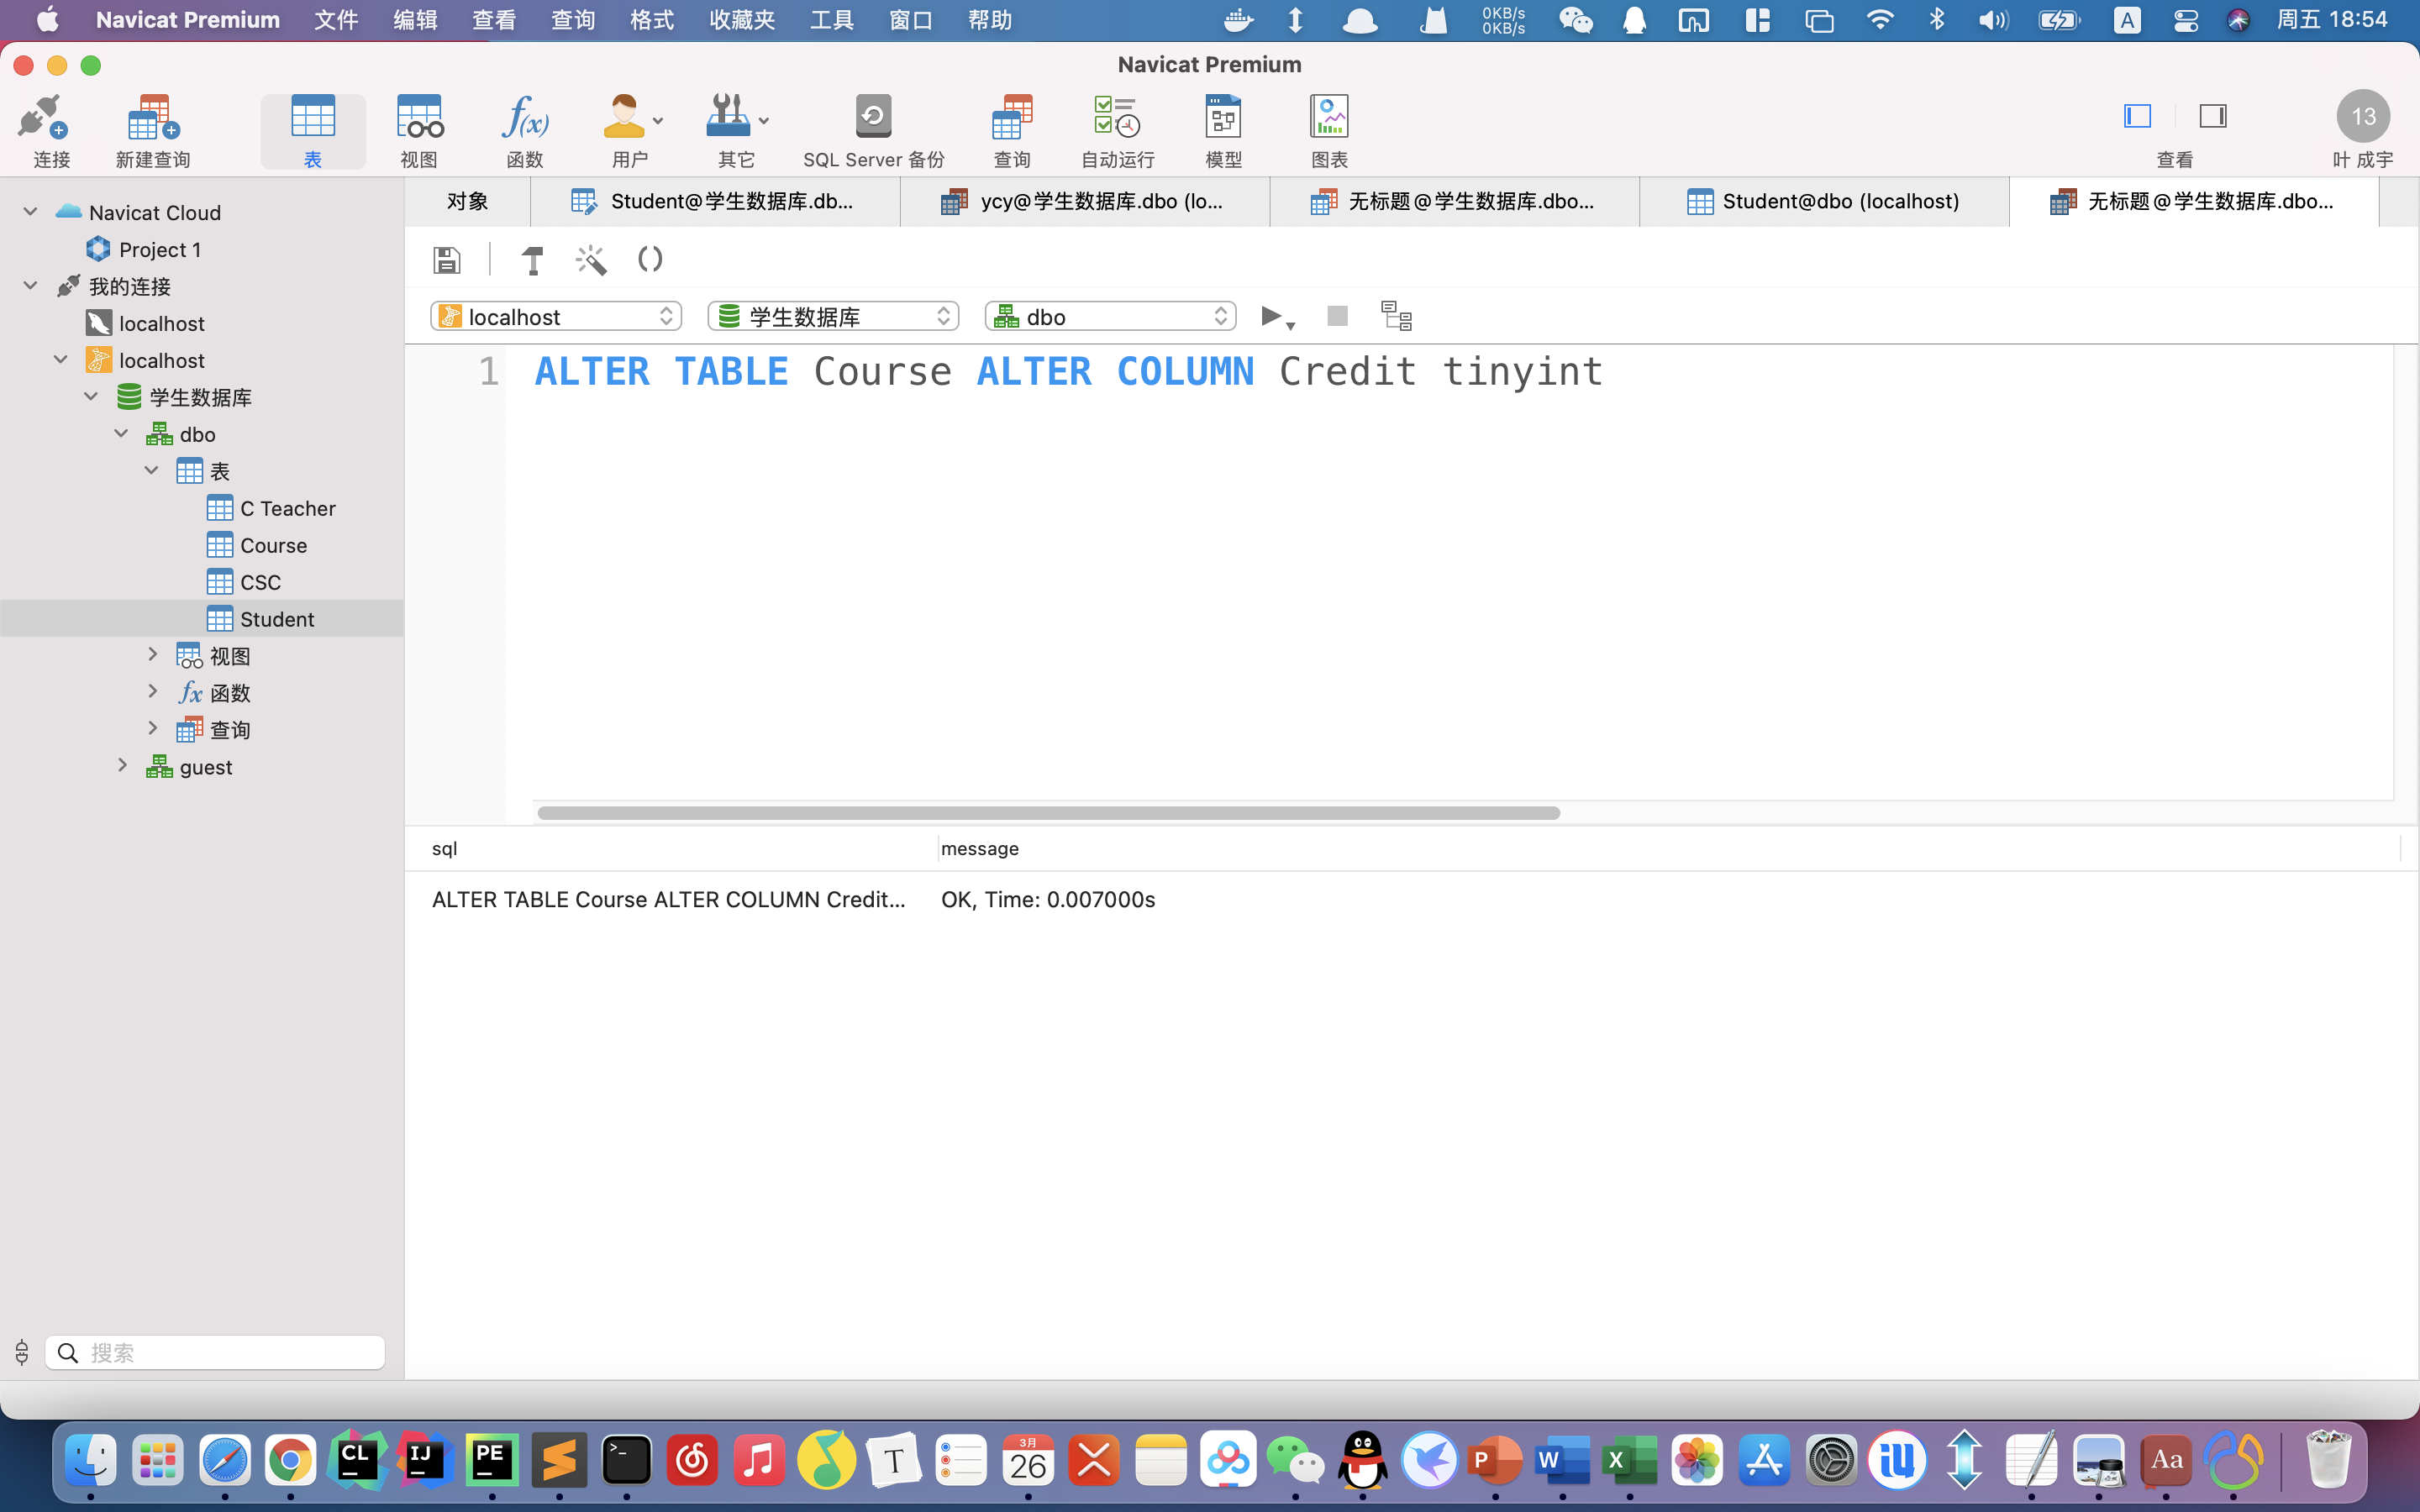 Navicat Premium 文件 编辑 查看 查询 格式 收藏夹 工具 窗口 帮助 0KB/s 0KB/s A 周五 18:54
Navicat Premium
连接 新建查询 表 视图 函数 用户 其它 SQL Server 备份 查询 自动运行 模型 图表 查看 13 叶 成宇
对象 Student@学生数据库.db... ycy@学生数据库.dbo (lo... 无标题@学生数据库.dbo... Student@dbo (localhost) 无标题@学生数据库.dbo...
Navicat Cloud
Project 1
我的连接
localhost
localhost
学生数据库
dbo
表
C Teacher
Course
CSC
Student
视图
函数
查询
guest
搜索
localhost 学生数据库 dbo
1 ALTER TABLE Course ALTER COLUMN Credit tinyint
sql message
ALTER TABLE Course ALTER COLUMN Credit... OK, Time: 0.007000s
CL IJ PE T 3月 26 P W X iU Aa